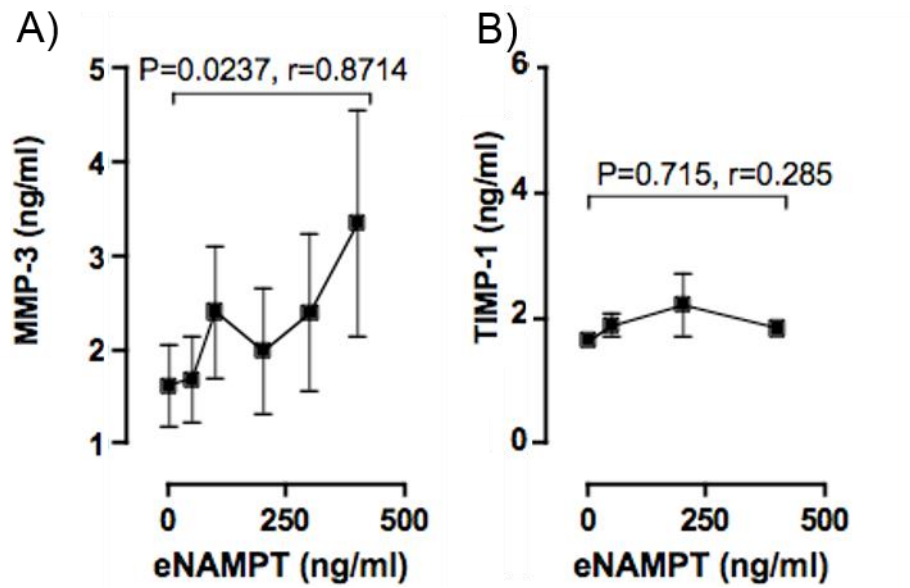 A)
P=0.0237, r=0.8714
MMP-3 (ng/ml)
5
4
3
2
1
0 250 500
eNAMPT (ng/ml)
B)
P=0.715, r=0.285
TIMP-1 (ng/ml)
6
4
2
0
0 250 500
eNAMPT (ng/ml)